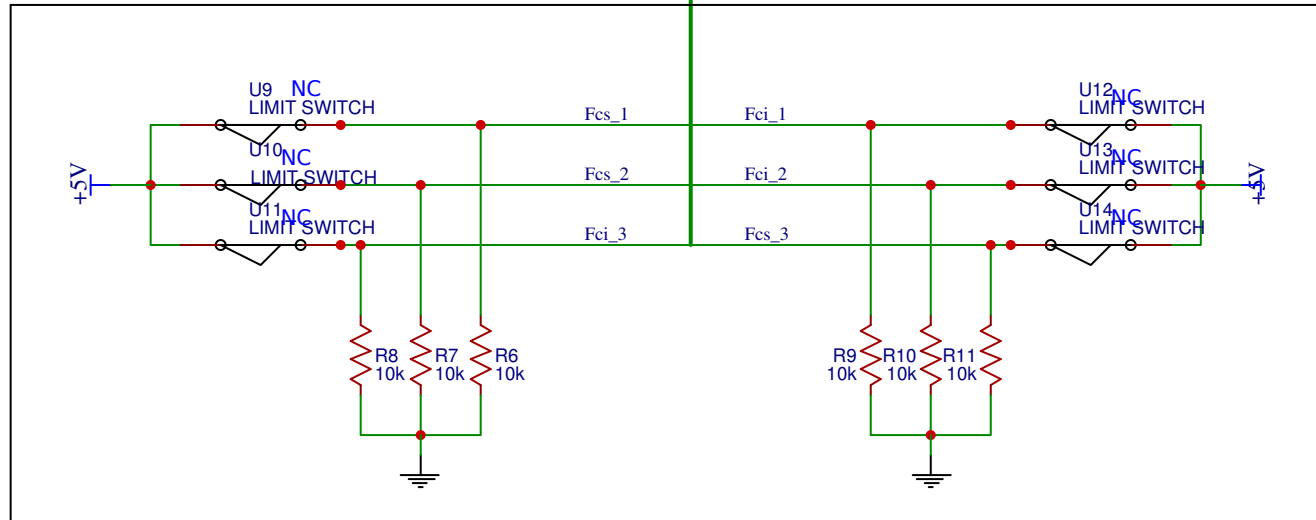 U9 NC
LIMIT SWITCH
U10 NC
LIMIT SWITCH
U11 NC
LIMIT SWITCH
+5V
Fcs_1
Fcs_2
Fci_3
Fci_1
Fci_2
Fcs_3
U12 NC
LIMIT SWITCH
U13 NC
LIMIT SWITCH
U14 NC
LIMIT SWITCH
+5V
R8
10k
R7
10k
R6
10k
R9
10k
R10
10k
R11
10k